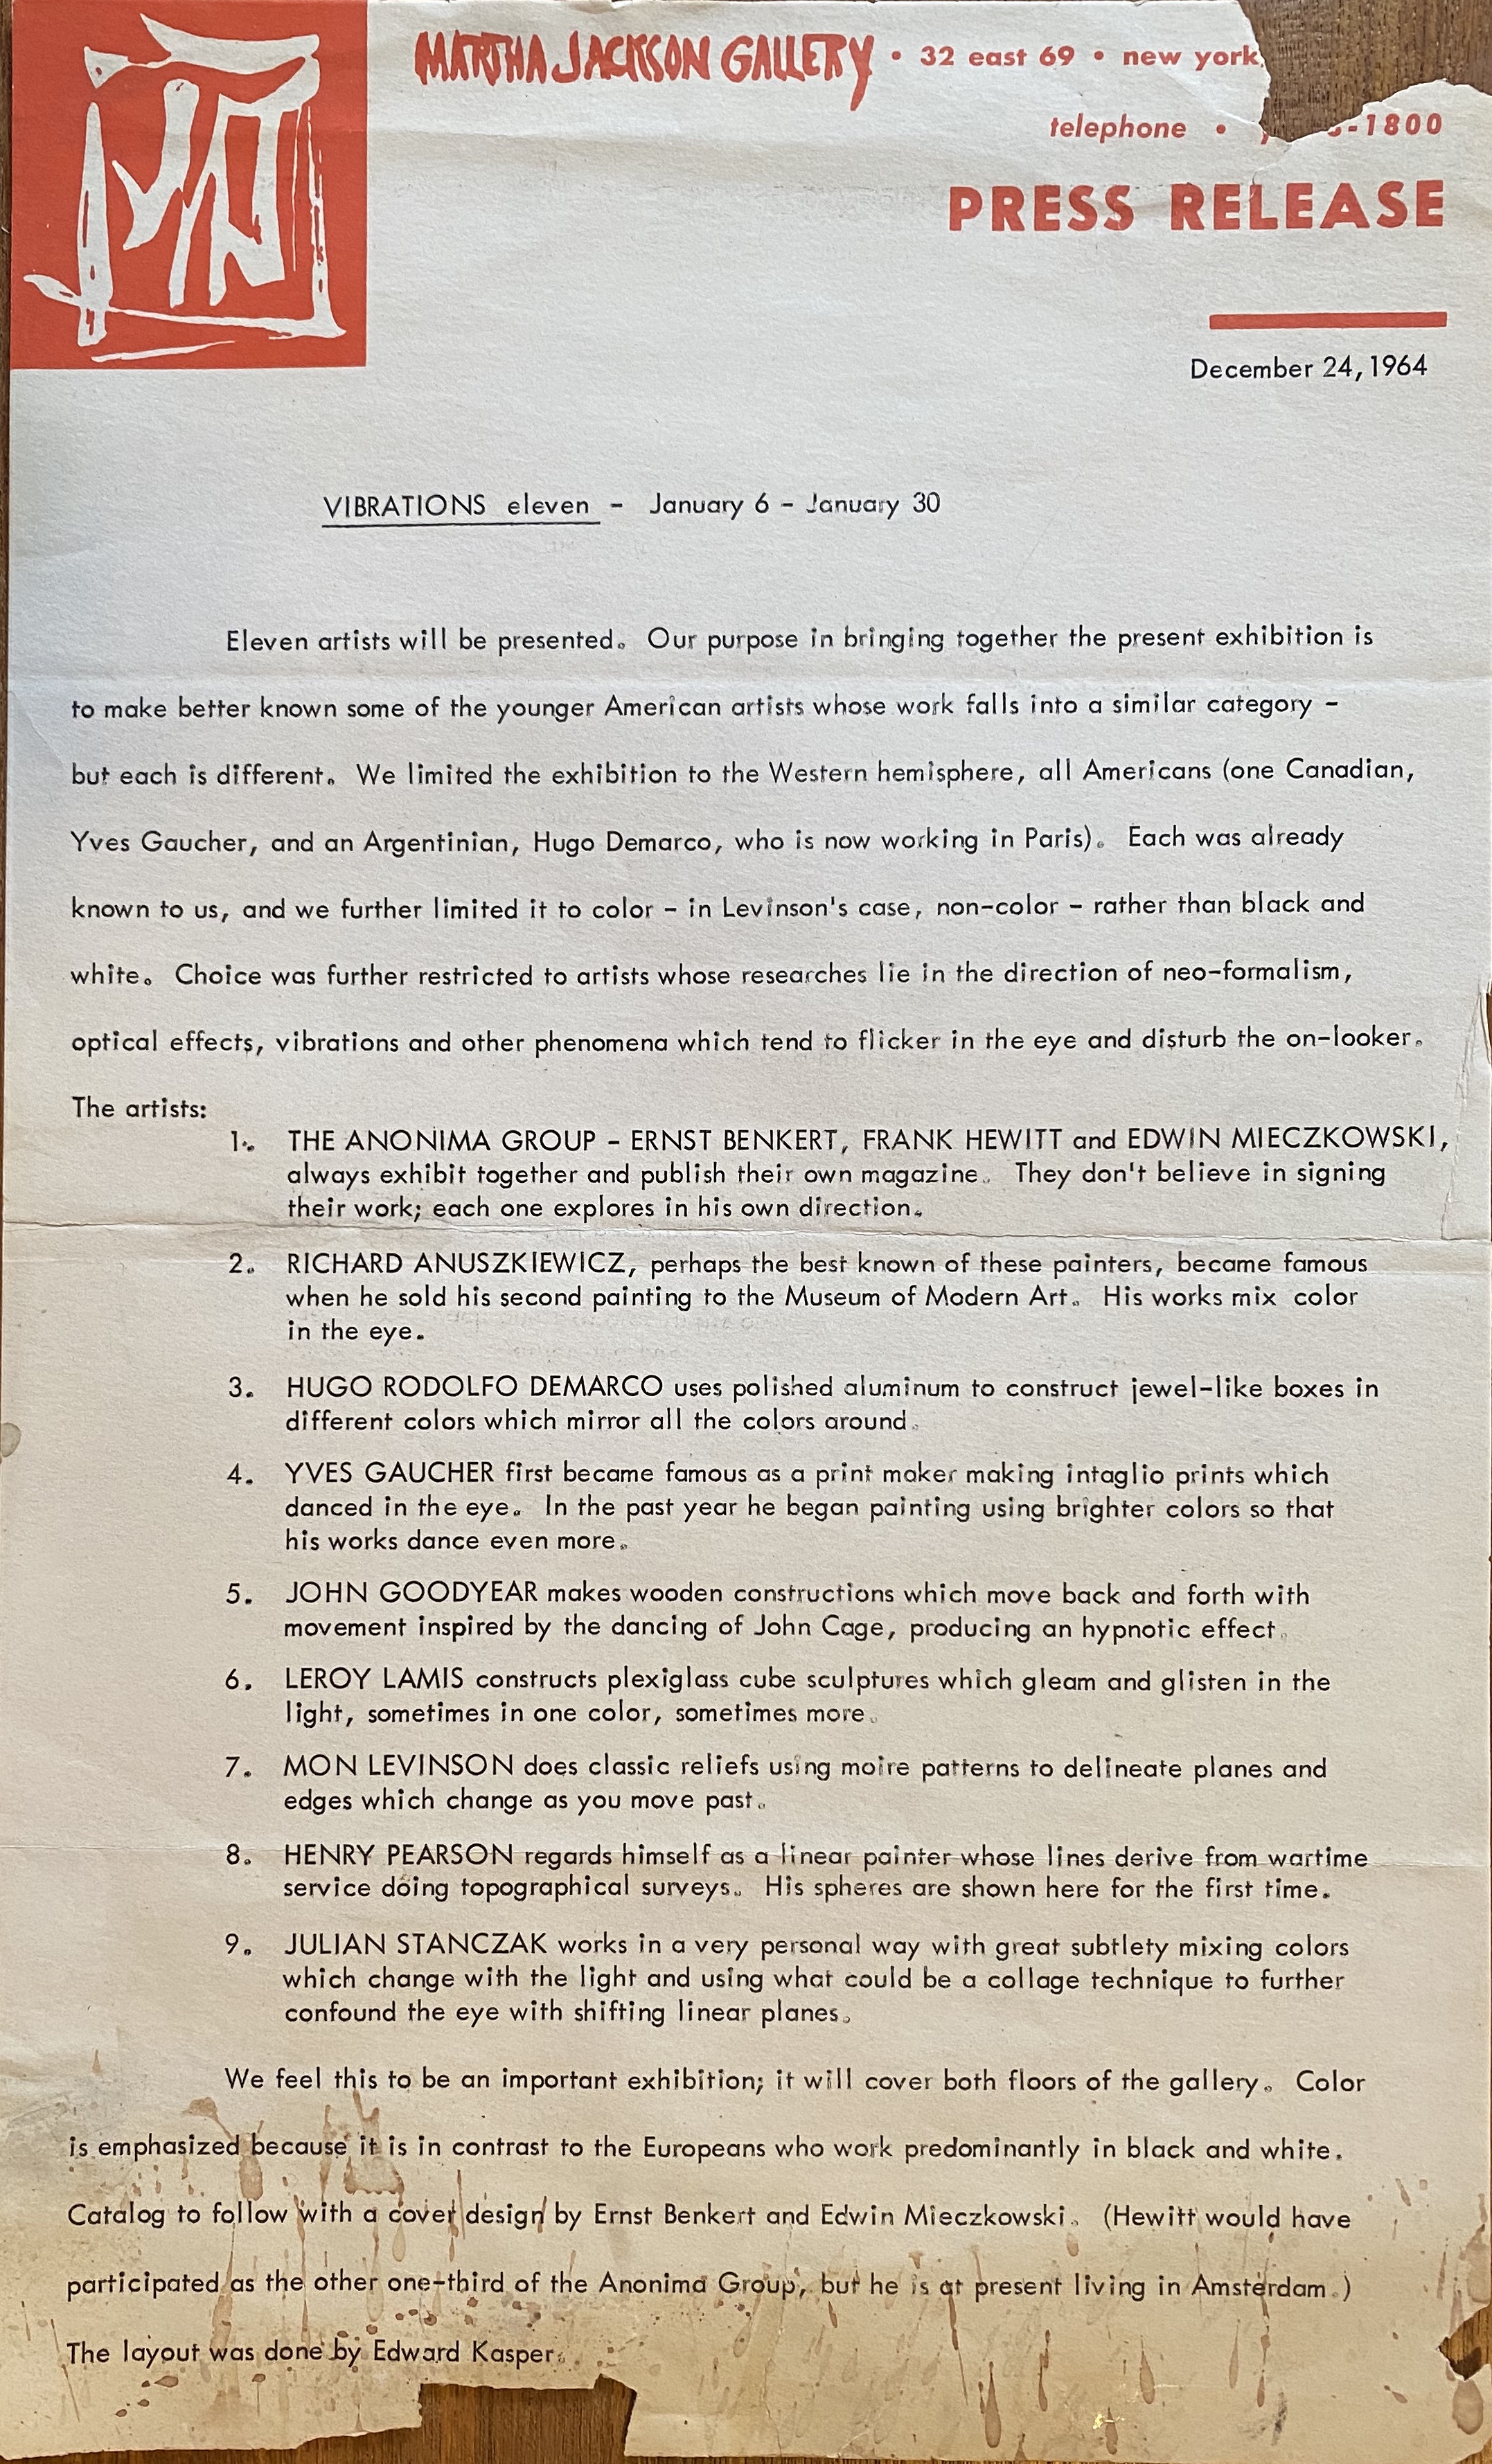 MARTHA JACKSON GALLERY • 32 east 69 • new york
telephone • -1800
PRESS RELEASE
December 24, 1964
VIBRATIONS eleven - January 6 - January 30
Eleven artists will be presented. Our purpose in bringing together the present exhibition is
to make better known some of the younger American artists whose work falls into a similar category -
but each is different. We limited the exhibition to the Western hemisphere, all Americans (one Canadian,
Yves Gaucher, and an Argentinian, Hugo Demarco, who is now working in Paris). Each was already
known to us, and we further limited it to color - in Levinson's case, non-color - rather than black and
white. Choice was further restricted to artists whose researches lie in the direction of neo-formalism,
optical effects, vibrations and other phenomena which tend to flicker in the eye and disturb the on-looker.
The artists:
1. THE ANONIMA GROUP - ERNST BENKERT, FRANK HEWITT and EDWIN MIECZKOWSKI,
always exhibit together and publish their own magazine. They don't believe in signing
their work; each one explores in his own direction.
2. RICHARD ANUSZKIEWICZ, perhaps the best known of these painters, became famous
when he sold his second painting to the Museum of Modern Art. His works mix color
in the eye.
3. HUGO RODOLFO DEMARCO uses polished aluminum to construct jewel-like boxes in
different colors which mirror all the colors around.
4. YVES GAUCHER first became famous as a print maker making intaglio prints which
danced in the eye. In the past year he began painting using brighter colors so that
his works dance even more.
5. JOHN GOODYEAR makes wooden constructions which move back and forth with
movement inspired by the dancing of John Cage, producing an hypnotic effect.
6. LEROY LAMIS constructs plexiglass cube sculptures which gleam and glisten in the
light, sometimes in one color, sometimes more.
7. MON LEVINSON does classic reliefs using moire patterns to delineate planes and
edges which change as you move past.
8. HENRY PEARSON regards himself as a linear painter whose lines derive from wartime
service doing topographical surveys. His spheres are shown here for the first time.
9. JULIAN STANCZAK works in a very personal way with great subtlety mixing colors
which change with the light and using what could be a collage technique to further
confound the eye with shifting linear planes.
We feel this to be an important exhibition; it will cover both floors of the gallery. Color
is emphasized because it is in contrast to the Europeans who work predominantly in black and white.
Catalog to follow with a cover design by Ernst Benkert and Edwin Mieczkowski. (Hewitt would have
participated as the other one-third of the Anonima Group, but he is at present living in Amsterdam.)
The layout was done by Edward Kasper.